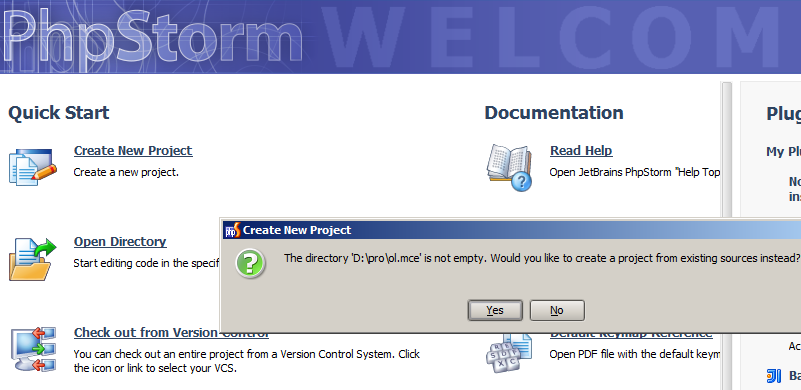 PhpStorm WELCOM
Quick Start
Create New Project
Create a new project.
Open Directory
Start editing code in the specif
Check out from Version Control
You can check out an entire project from a Version Control System. Click
the icon or link to select your VCS.
Documentation
Read Help
Open JetBrains PhpStorm "Help Top
Default Keymap Reference
Open PDF file with the default keym
Plug
My Plu
No
ins
Ac
Ba
Create New Project
The directory 'D:\pro\ol.mce' is not empty. Would you like to create a project from existing sources instead?
Yes
No